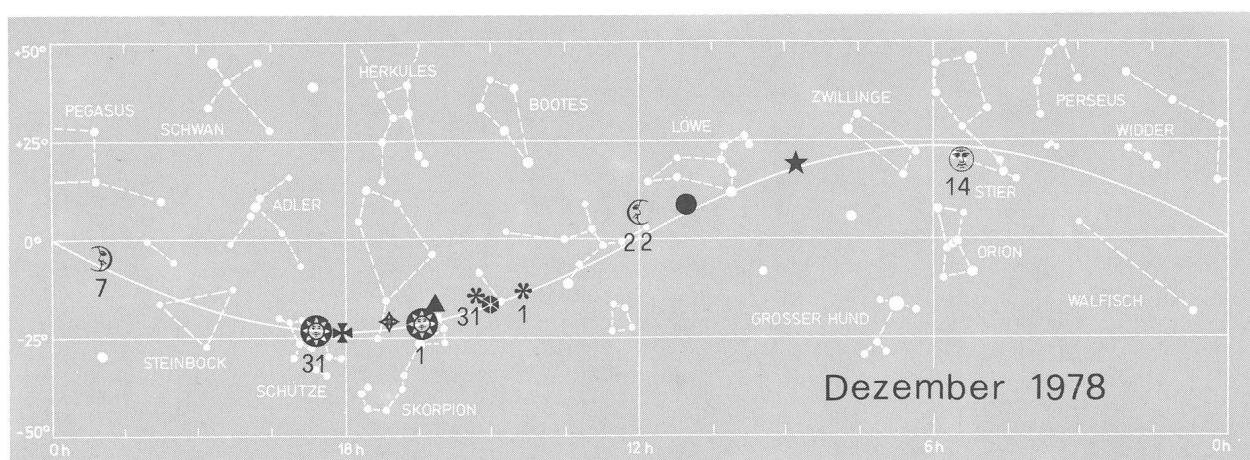 +50°
HERKULES
PEGASUS
SCHWAN
BOOTES
ZWILLINGE
PERSEUS
LÖWE
WIDDER
+25°
14
STIER
ADLER
0°
22
7
ORION
31
1
WALFISCH
GROSSER HUND
-25°
STEINBOCK
31
1
SCHÜTZE
SKORPION
Dezember 1978
-50°
0h
18h
12h
6h
0h